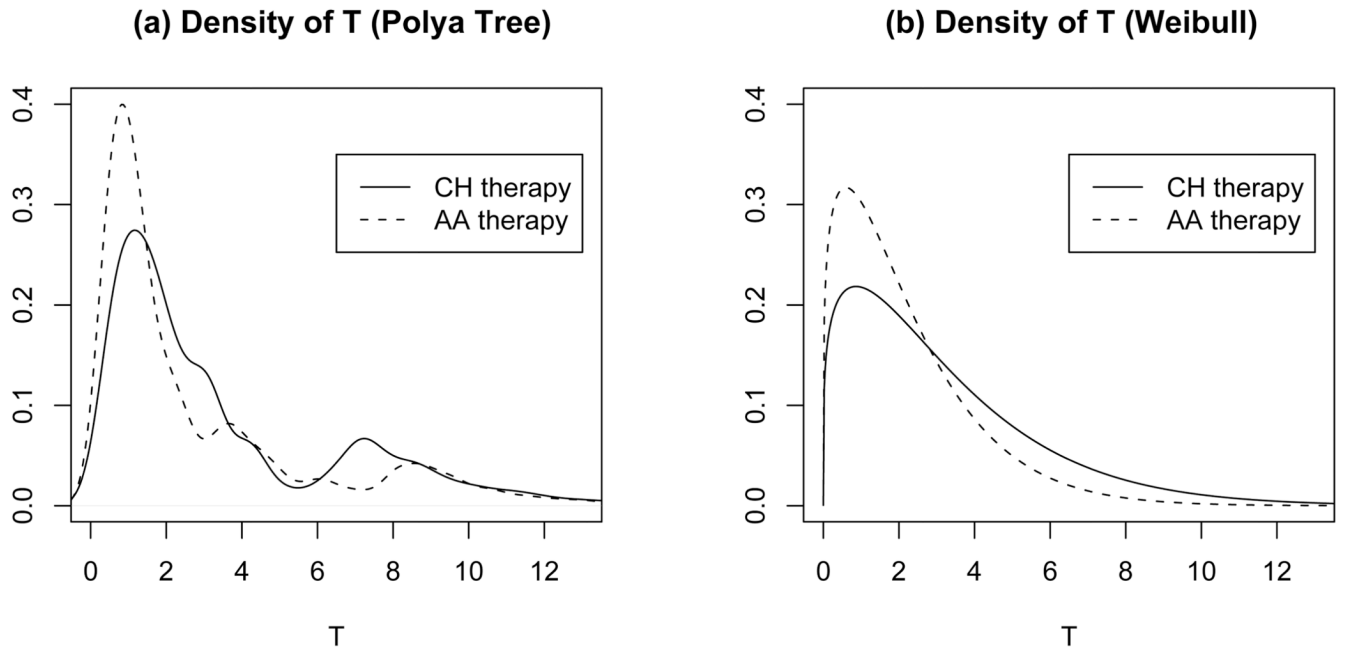 (a) Density of T (Polya Tree)
0.4
0.3
0.2
0.1
0.0
CH therapy
AA therapy
0 2 4 6 8 10 12
T
(b) Density of T (Weibull)
0.4
0.3
0.2
0.1
0.0
CH therapy
AA therapy
0 2 4 6 8 10 12
T